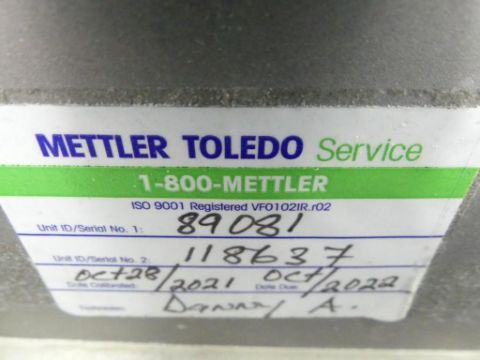 METTLER TOLEDO Service
1-800-METTLER
ISO 9001 Registered VF0102IR.r02
Unit ID/Serial No. 1: 89081
Unit ID/Serial No. 2: 118637
Oct 28/2021 Oct/2022
Date Calibrated: Date Due:
Technician: Danny A.